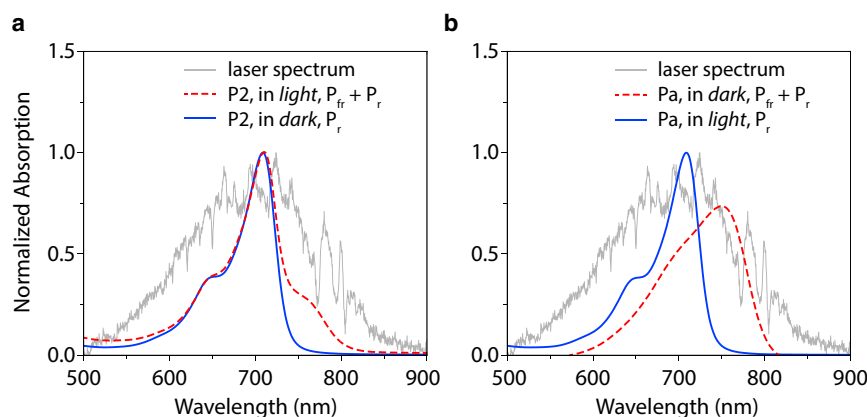 a
1.5
1.0
0.5
0.0
500
600
700
800
900
Normalized Absorption
Wavelength (nm)
laser spectrum
P2, in light, Pfr + Pr
P2, in dark, Pr
b
1.5
1.0
0.5
0.0
500
600
700
800
900
Wavelength (nm)
laser spectrum
Pa, in dark, Pfr + Pr
Pa, in light, Pr